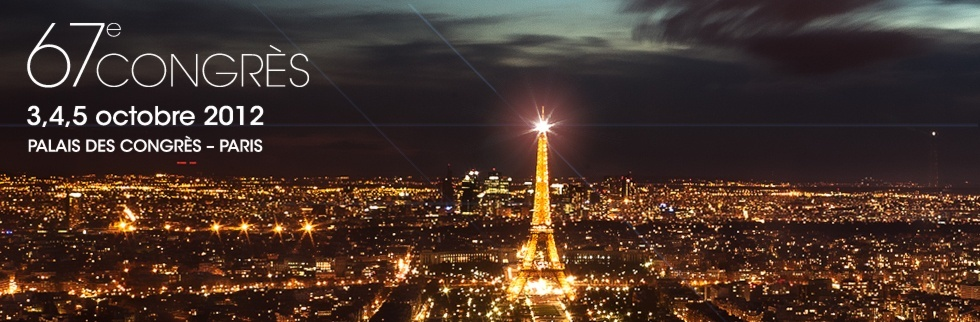 67e CONGRÈS
3,4,5 octobre 2012
PALAIS DES CONGRÈS – PARIS